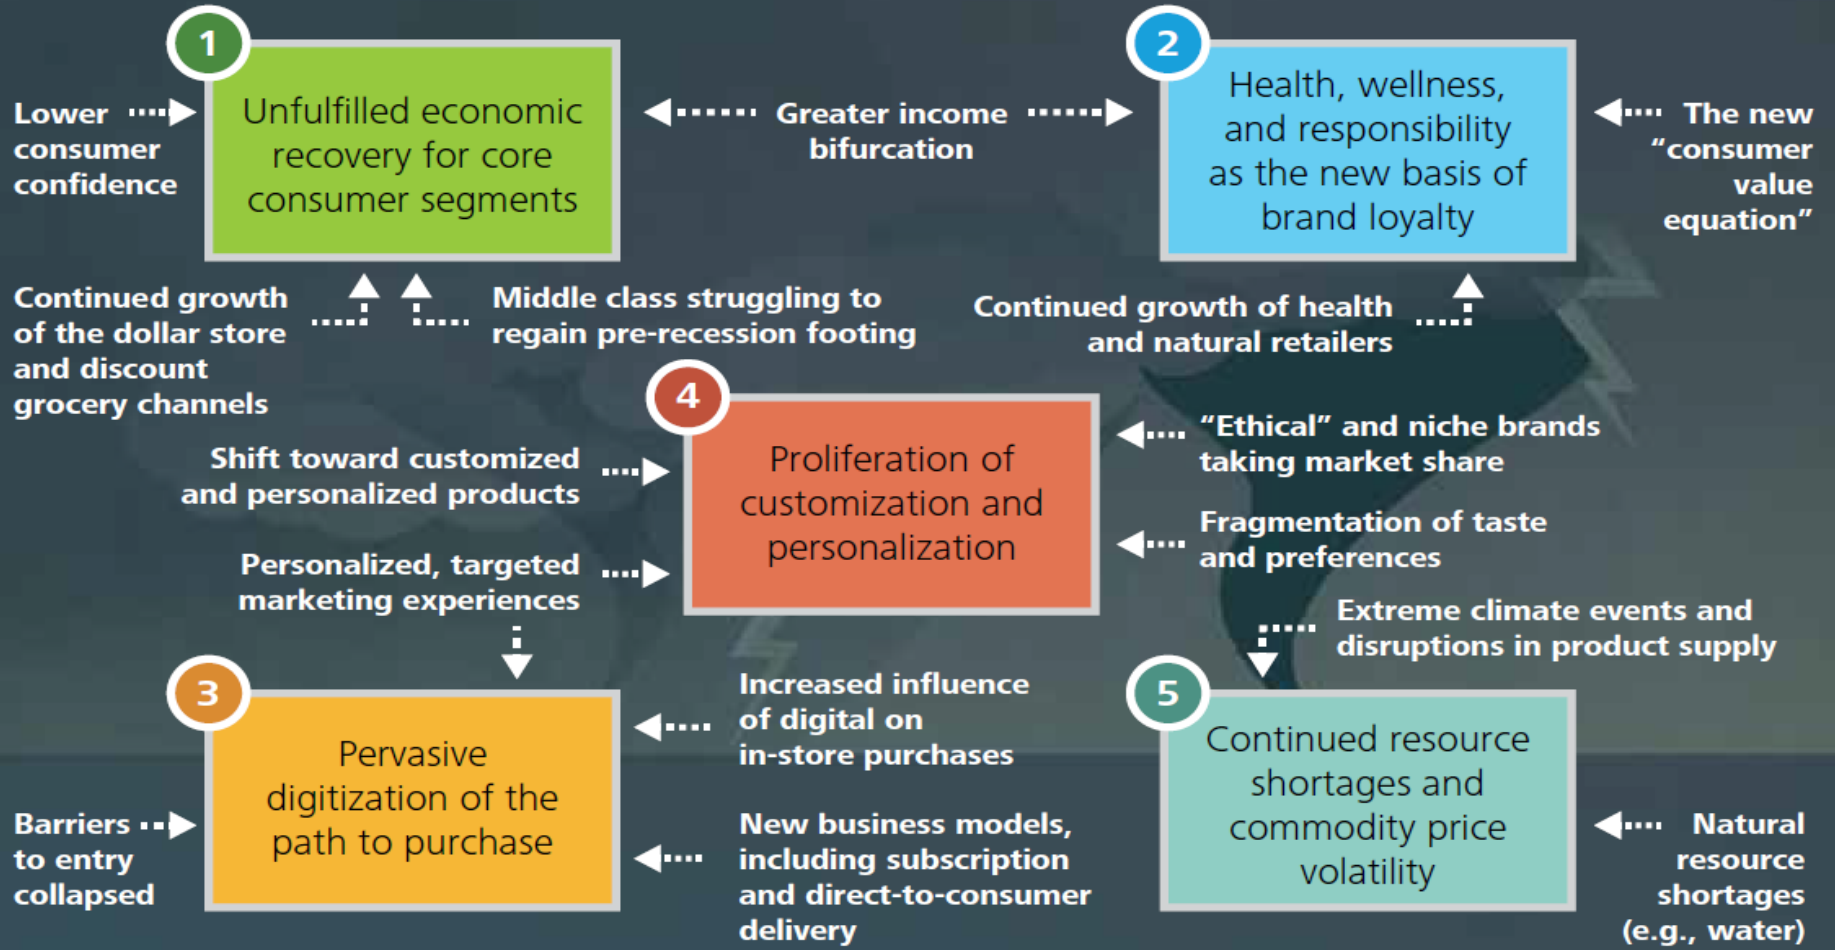 1
Unfulfilled economic
recovery for core
consumer segments
Lower
consumer
confidence
Greater income
bifurcation
2
Health, wellness,
and responsibility
as the new basis of
brand loyalty
The new
“consumer
value
equation”
Continued growth
of the dollar store
and discount
grocery channels
Middle class struggling to
regain pre-recession footing
Continued growth of health
and natural retailers
4
Proliferation of
customization and
personalization
Shift toward customized
and personalized products
Personalized, targeted
marketing experiences
“Ethical” and niche brands
taking market share
Fragmentation of taste
and preferences
Extreme climate events and
disruptions in product supply
3
Pervasive
digitization of the
path to purchase
Barriers
to entry
collapsed
Increased influence
of digital on
in-store purchases
New business models,
including subscription
and direct-to-consumer
delivery
5
Continued resource
shortages and
commodity price
volatility
Natural
resource
shortages
(e.g., water)